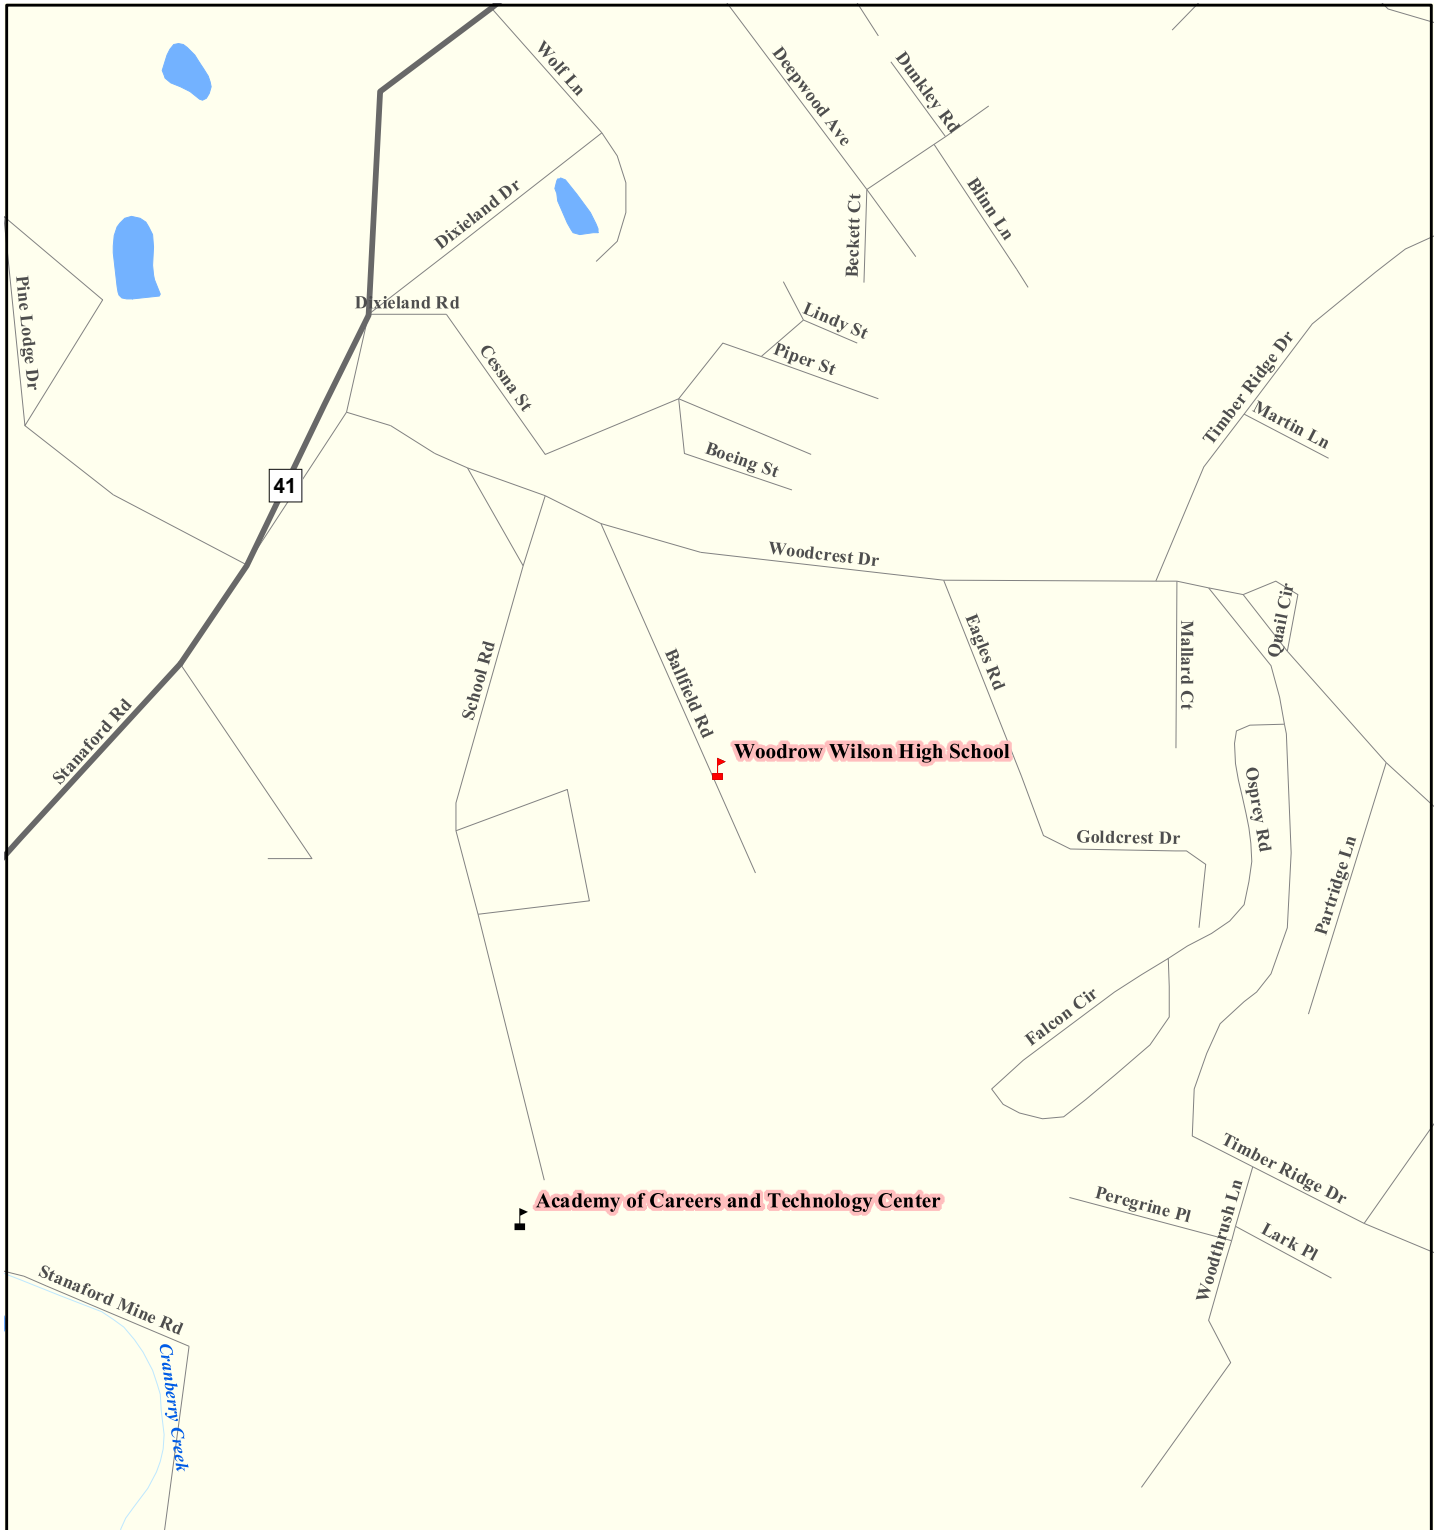 Wolf Ln
Deepwood Ave
Dunkley Rd
Dixieland Dr
Blinn Ln
Beckett Ct
Pine Lodge Dr
Dixieland Rd
Lindy St
Cessna St
Piper St
Timber Ridge Dr
Martin Ln
Boeing St
41
Woodcrest Dr
Quail Cir
School Rd
Ballfield Rd
Eagles Rd
Mallard Ct
Stanaford Rd
Woodrow Wilson High School
Osprey Rd
Goldcrest Dr
Partridge Ln
Falcon Cir
Timber Ridge Dr
Academy of Careers and Technology Center
Peregrine Pl
Woodthrush Ln
Lark Pl
Stanaford Mine Rd
Cranberry Creek